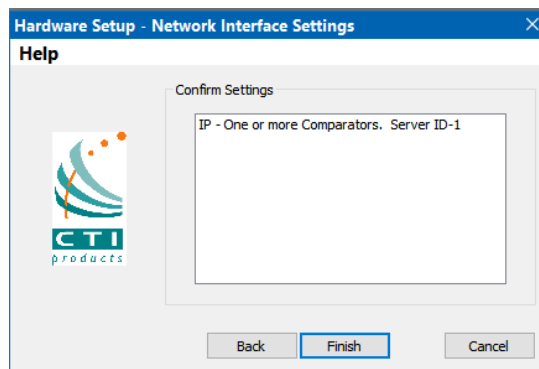 Hardware Setup - Network Interface Settings
Help
Confirm Settings
IP - One or more Comparators.  Server ID-1
CTI
products
Back
Finish
Cancel